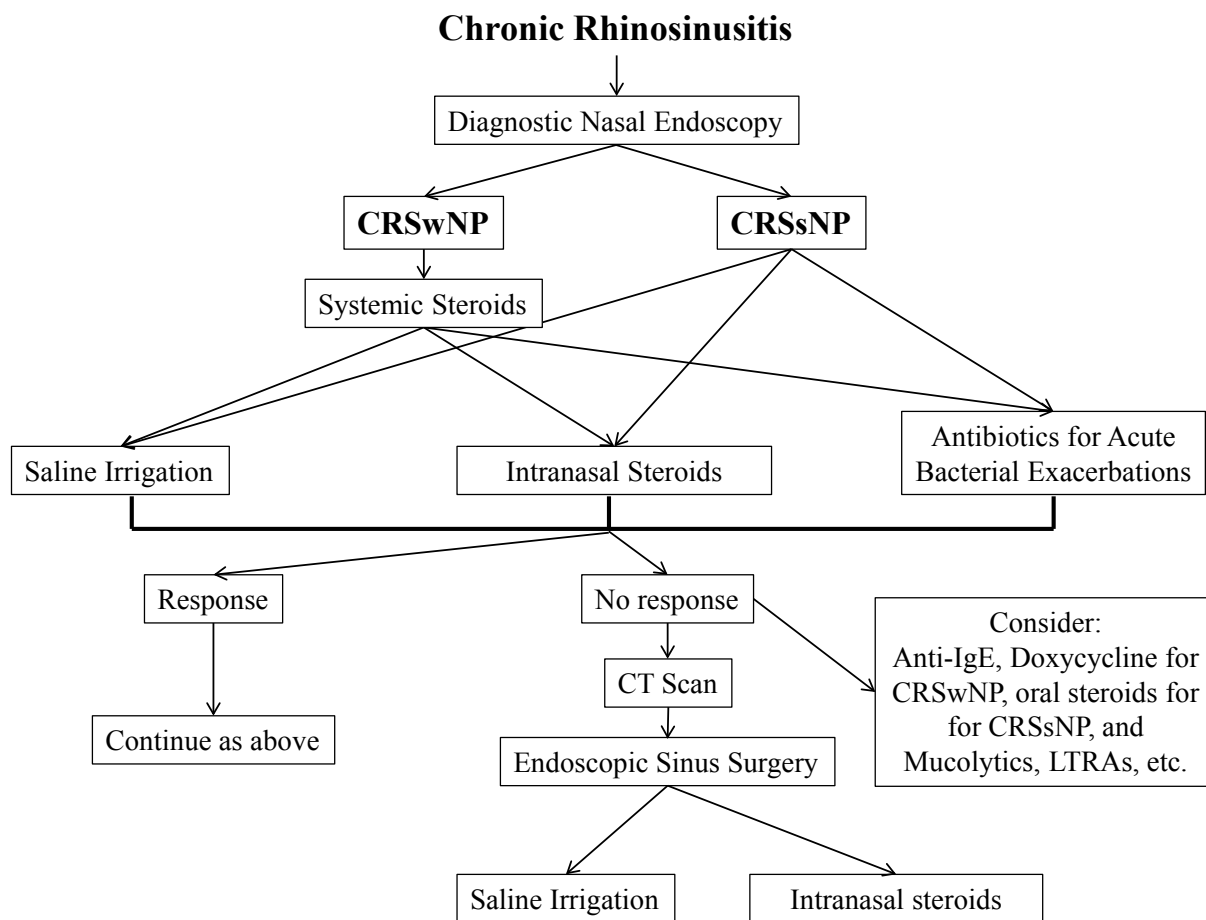 Chronic Rhinosinusitis
Diagnostic Nasal Endoscopy
CRSwNP
CRSsNP
Systemic Steroids
Saline Irrigation
Intranasal Steroids
Antibiotics for Acute
Bacterial Exacerbations
Response
No response
Consider:
Anti-IgE, Doxycycline for
CRSwNP, oral steroids for
for CRSsNP, and
Mucolytics, LTRAs, etc.
CT Scan
Continue as above
Endoscopic Sinus Surgery
Saline Irrigation
Intranasal steroids